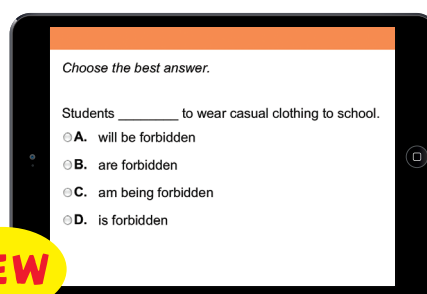 Choose the best answer.
Students ________ to wear casual clothing to school.
A. will be forbidden
B. are forbidden
C. am being forbidden
D. is forbidden
EW